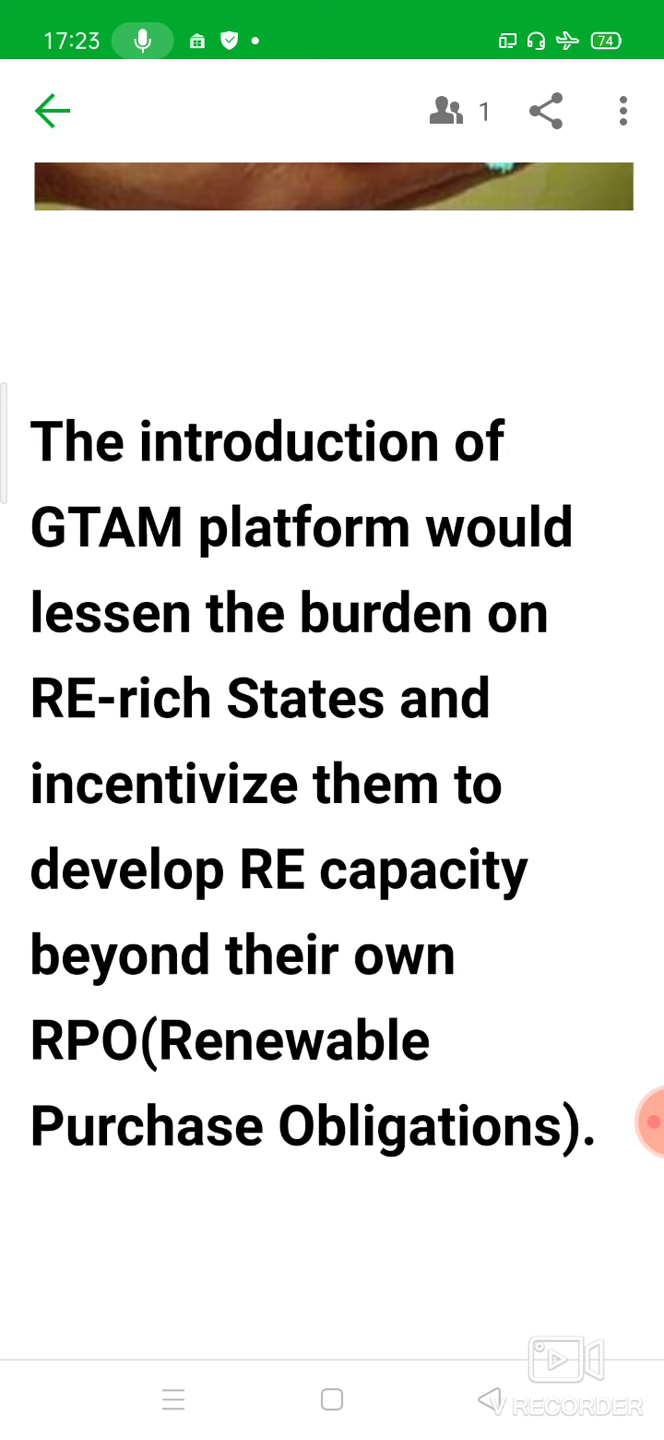 17:23
74
1
The introduction of
GTAM platform would
lessen the burden on
RE-rich States and
incentivize them to
develop RE capacity
beyond their own
RPO(Renewable
Purchase Obligations).
V RECORDER